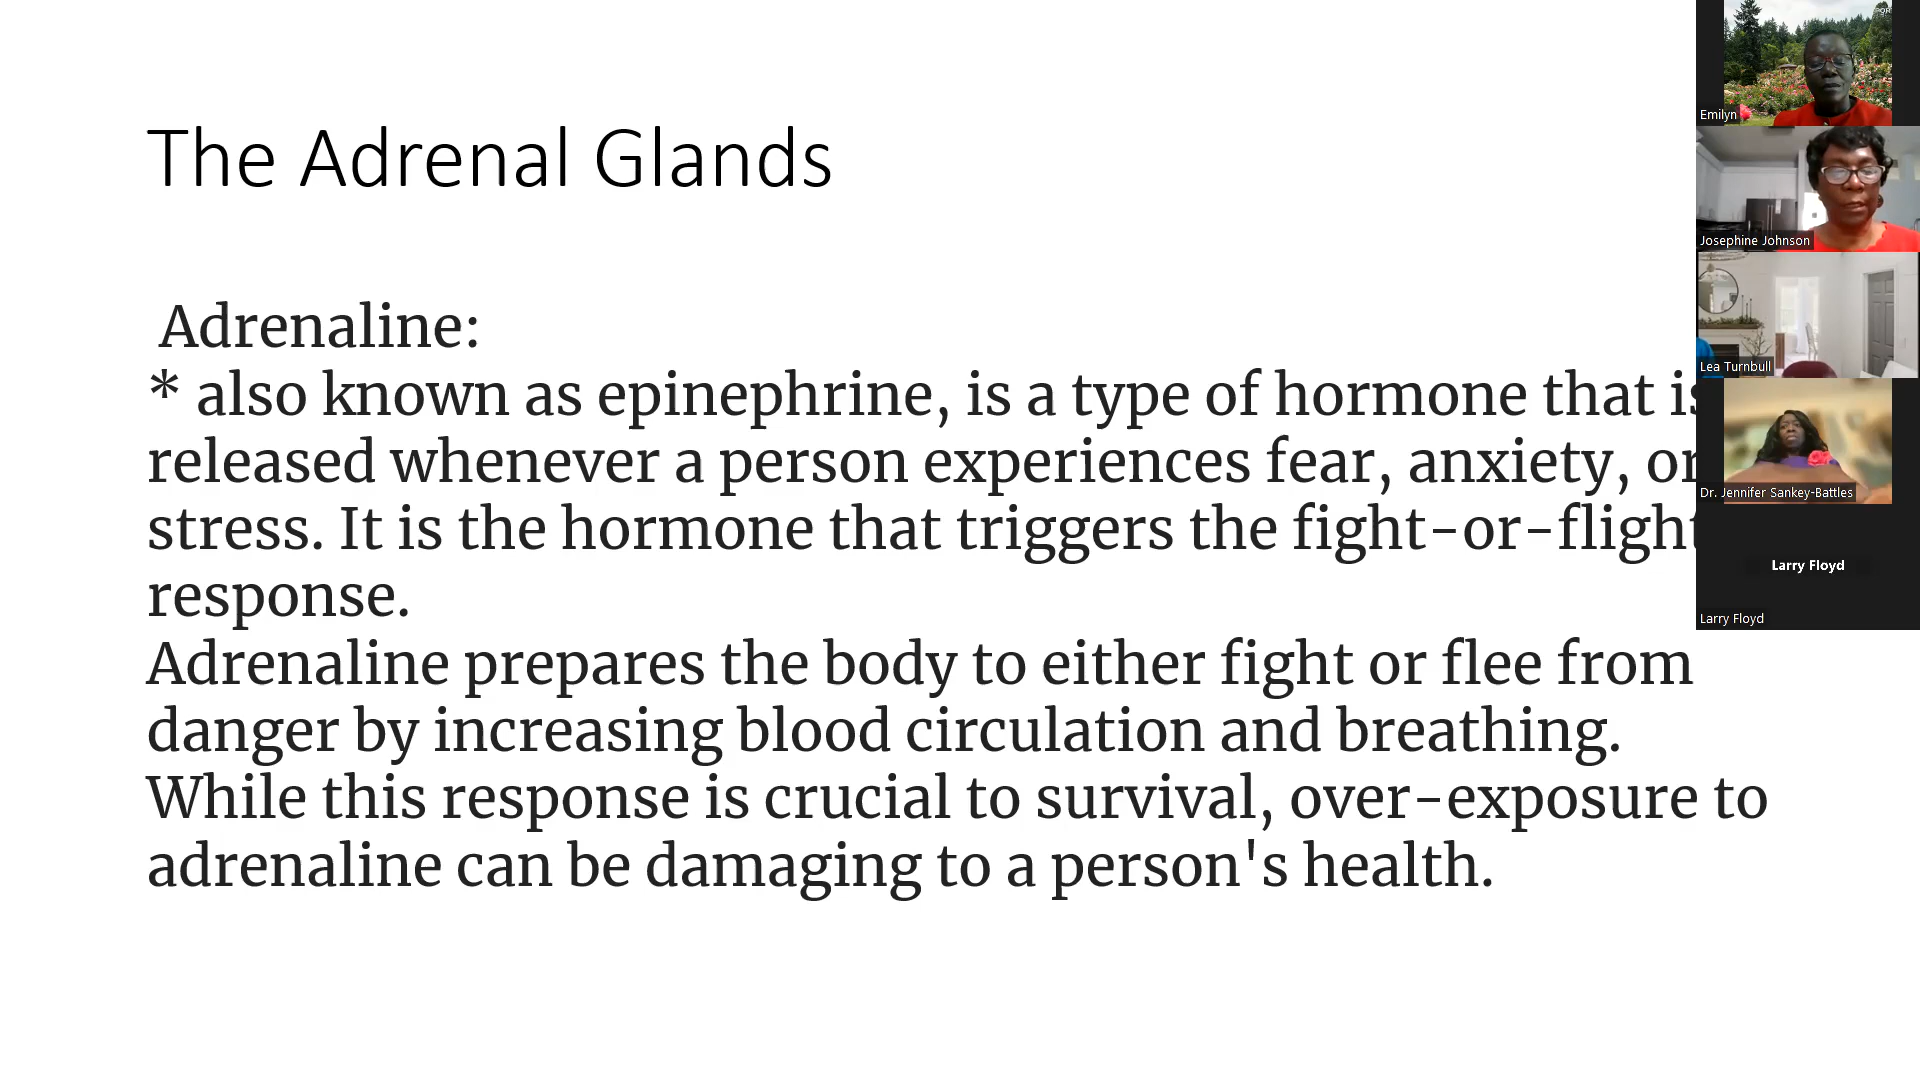 The Adrenal Glands
Adrenaline:
* also known as epinephrine, is a type of hormone that is
released whenever a person experiences fear, anxiety, or
stress. It is the hormone that triggers the fight-or-flight
response.
Adrenaline prepares the body to either fight or flee from
danger by increasing blood circulation and breathing.
While this response is crucial to survival, over-exposure to
adrenaline can be damaging to a person's health.
Emilyn
Josephine Johnson
Lea Turnbull
Dr. Jennifer Sankey-Battles
Larry Floyd
Larry Floyd